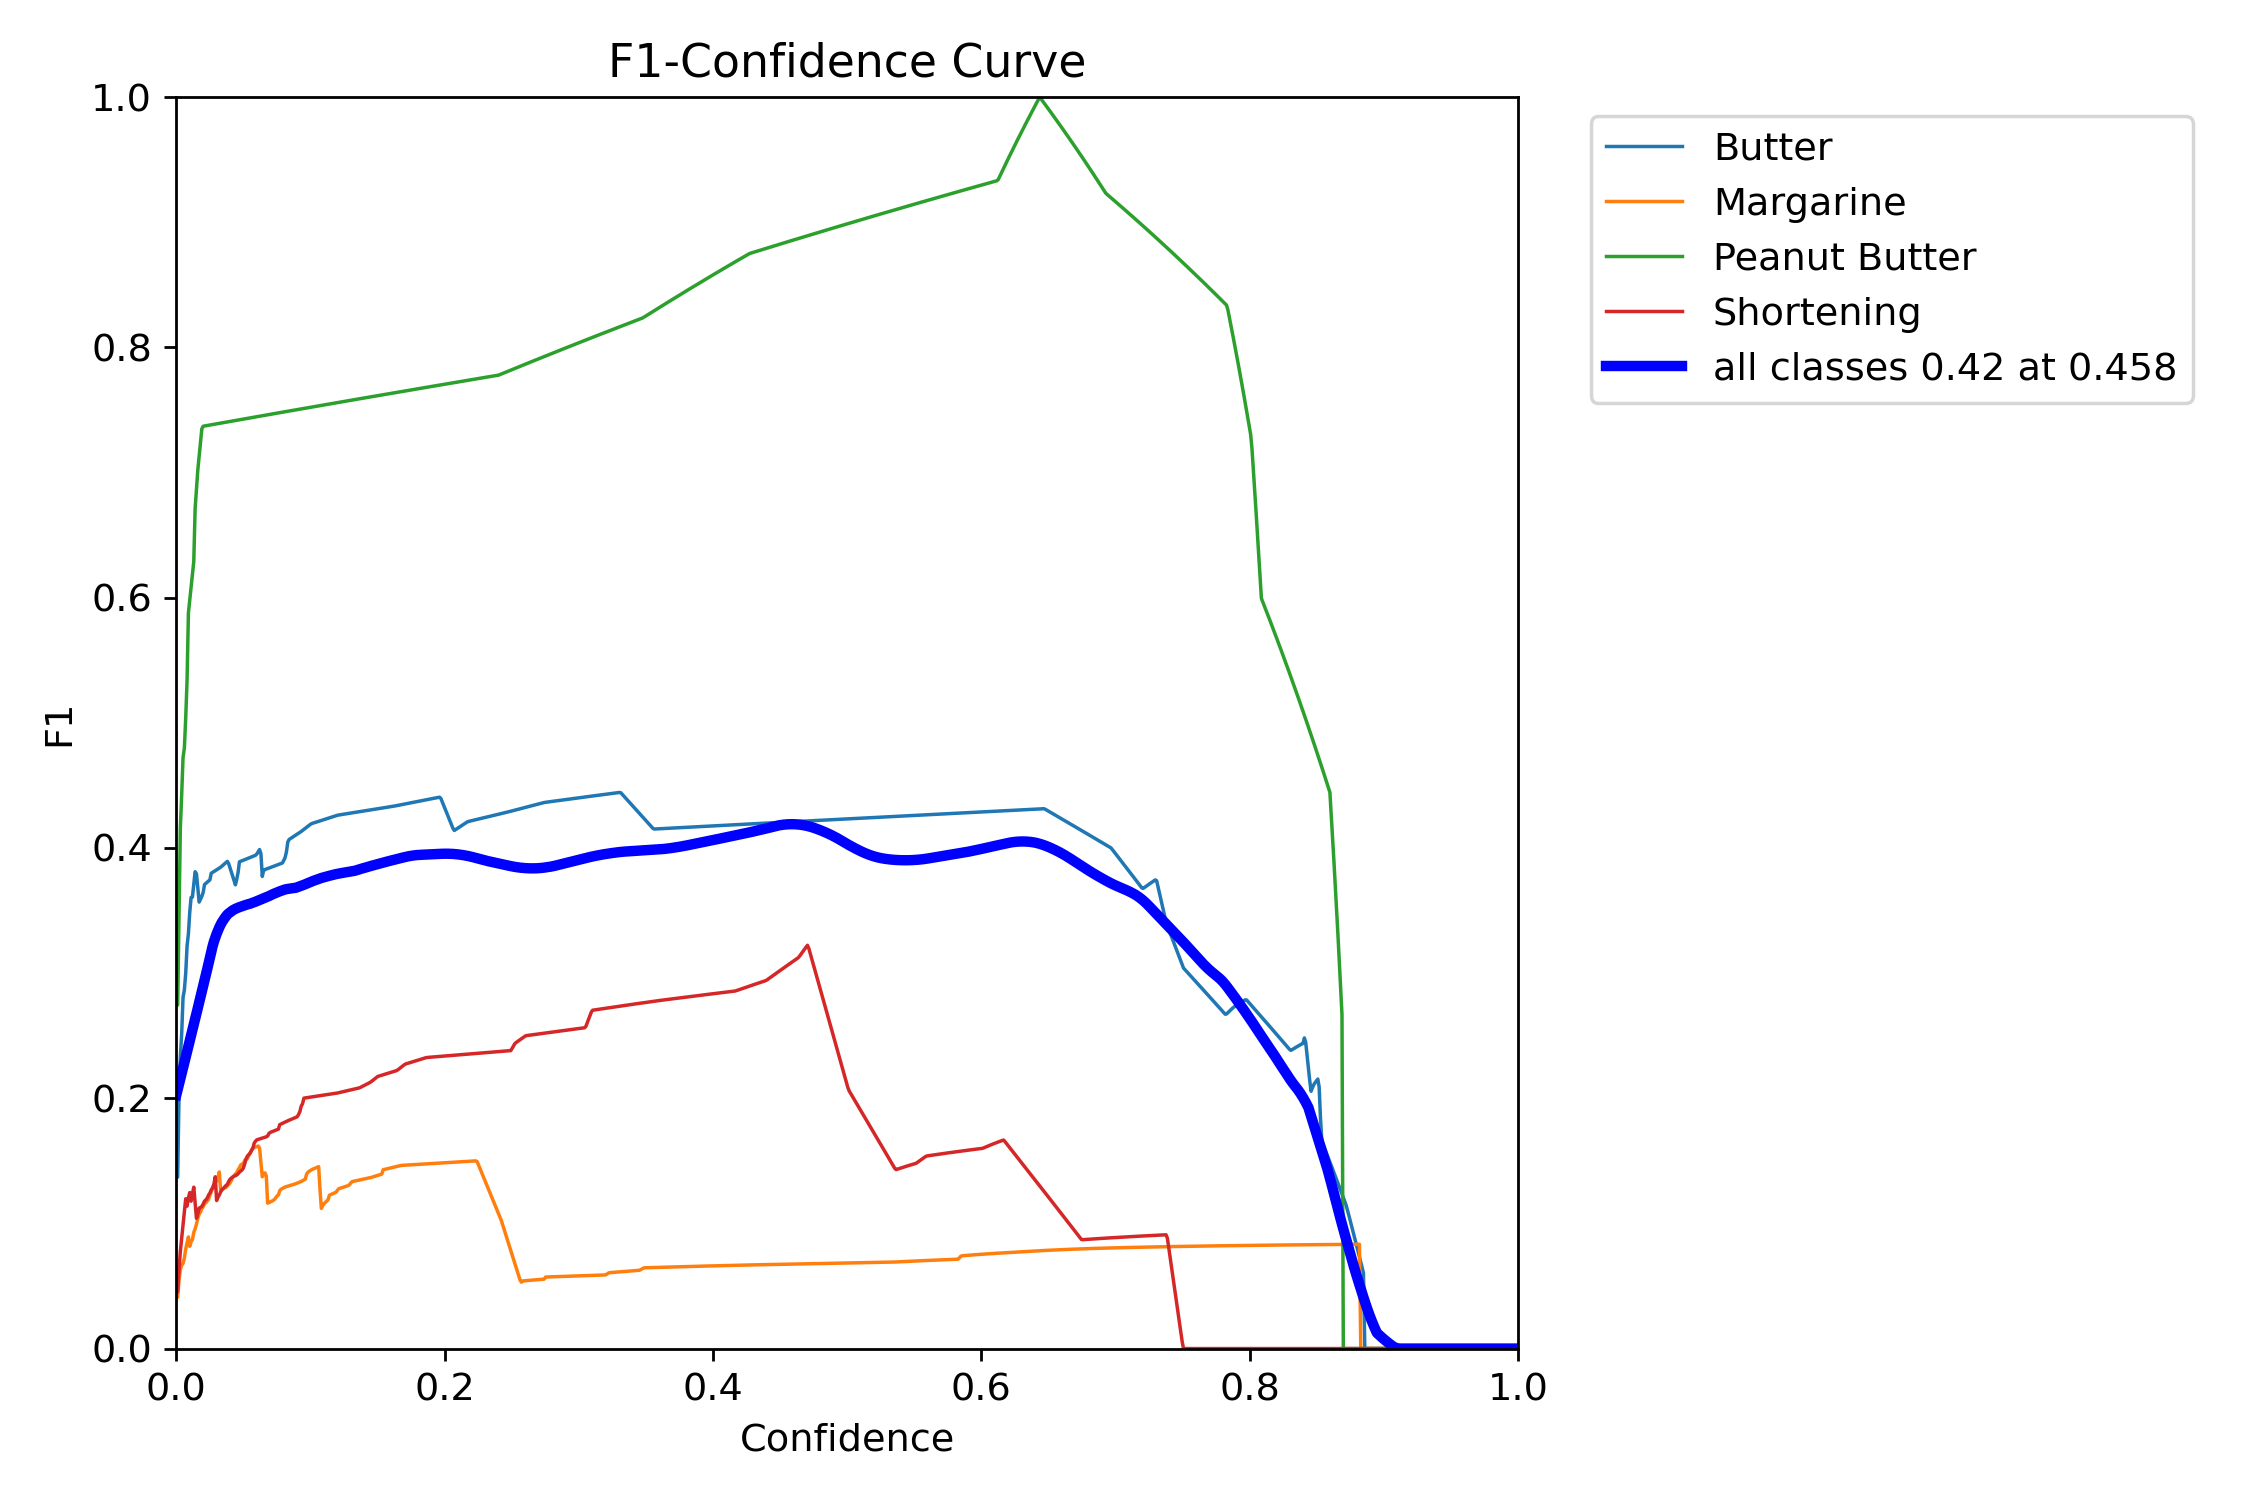 F1-Confidence Curve
1.0
0.8
0.6
0.4
0.2
0.0
F1
0.0 0.2 0.4 0.6 0.8 1.0
Confidence
Butter
Margarine
Peanut Butter
Shortening
all classes 0.42 at 0.458